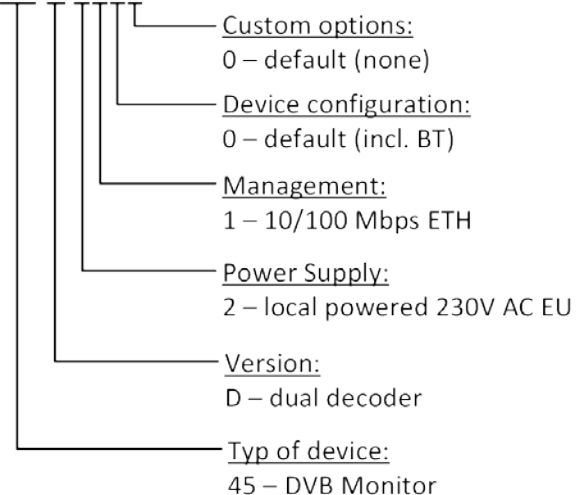 Custom options:
0 – default (none)
Device configuration:
0 – default (incl. BT)
Management:
1 – 10/100 Mbps ETH
Power Supply:
2 – local powered 230V AC EU
Version:
D – dual decoder
Typ of device:
45 – DVB Monitor